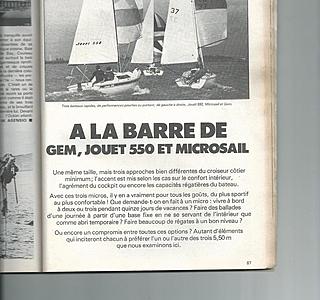 37
Jouet 550
Trois bateaux rapides, de performances pareilles au portant, de gauche à droite, Jouet 550, Microsail et Gem.
A LA BARRE DE
GEM, JOUET 550 ET MICROSAIL
Une même taille, mais trois approches bien différentes du croiseur côtier
minimum; l'accent est mis selon les cas sur le confort intérieur,
l'agrément du cockpit ou encore les capacités régatières du bateau.
Avec ces trois micros, il y en a vraiment pour tous les goûts, du plus sportif
au plus confortable ! Que demande-t-on en fait à un micro : vivre à bord
à deux ou trois pendant quinze jours de vacances ? Faire des ballades
d'une journée à partir d'une base fixe en ne se servant de l'intérieur que
comme abri temporaire ? Faire beaucoup de régates à un bon niveau ?
Ou encore un compromis entre toutes ces options ? Autant d'éléments
qui inciteront chacun à préférer l'un ou l'autre des trois 5,50 m
que nous examinons ici.
87